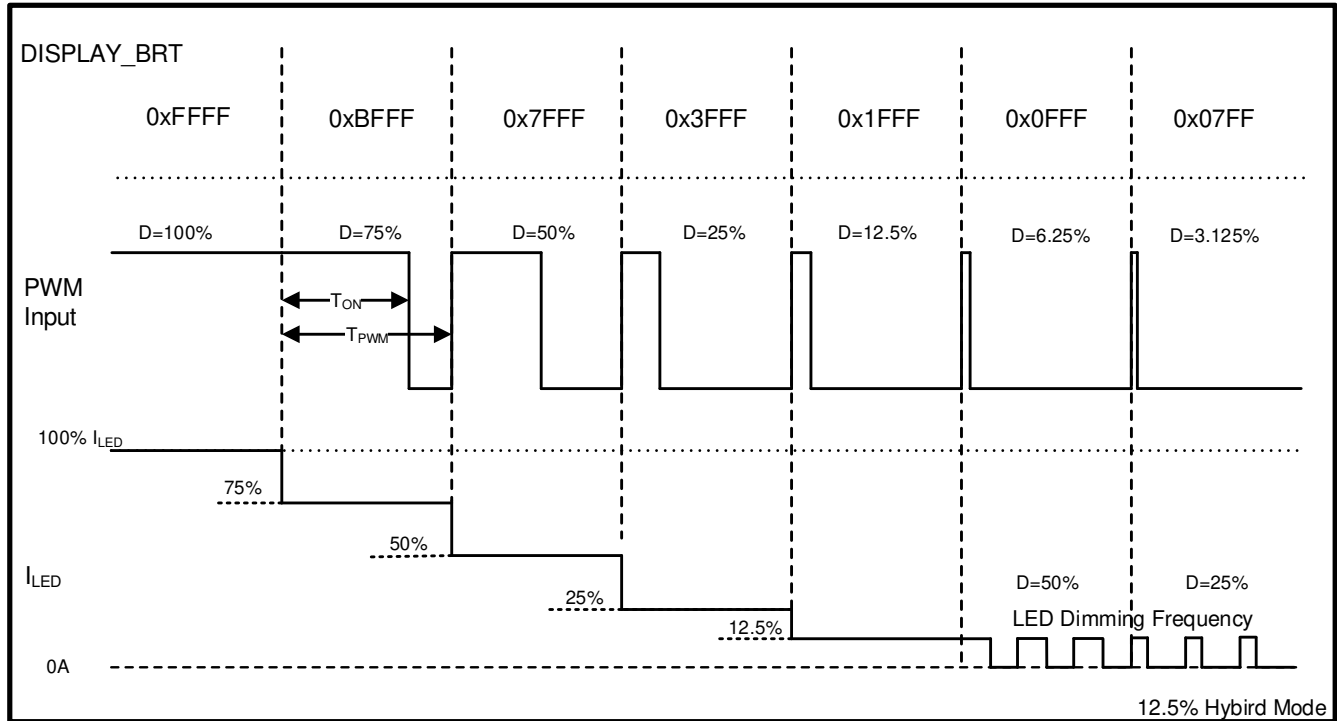 DISPLAY_BRT
0xFFFF 0xBFFF 0x7FFF 0x3FFF 0x1FFF 0x0FFF 0x07FF
D=100% D=75% D=50% D=25% D=12.5% D=6.25% D=3.125%
PWM
Input
TON
TPWM
100% ILED
75%
50%
25%
12.5%
ILED
D=50% D=25%
LED Dimming Frequency
0A
12.5% Hybird Mode